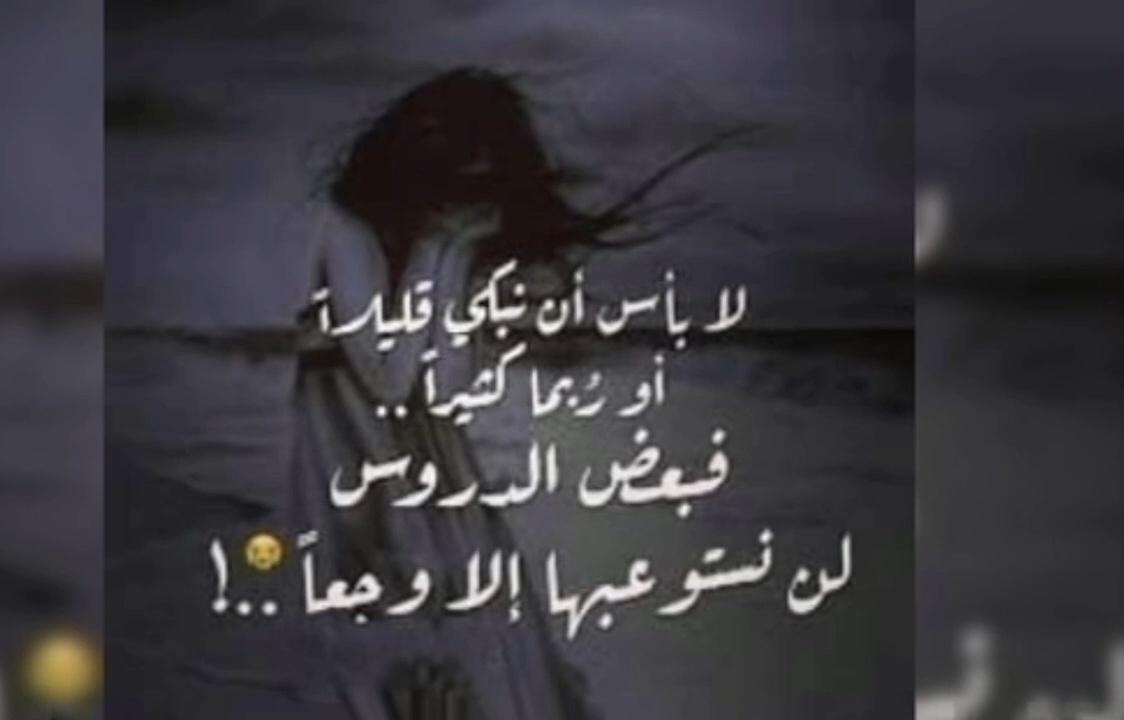 لا بأس أن نبكي قليلاً
أو رُبما كثيراً ..
فبعض الدروس
لن نستوعبها إلا وجعاً 😢..!